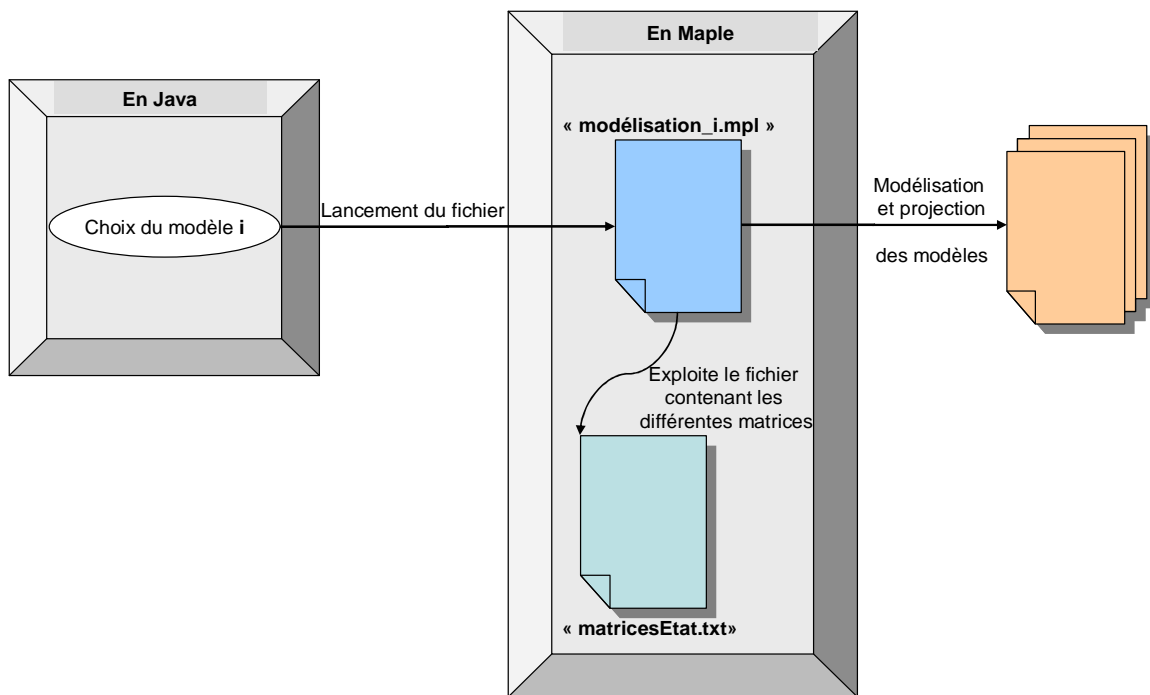 En Maple
En Java
« modélisation_i.mpl »
Choix du modèle i
Lancement du fichier
Modélisation
et projection
des modèles
Exploite le fichier
contenant les
différentes matrices
« matricesEtat.txt»